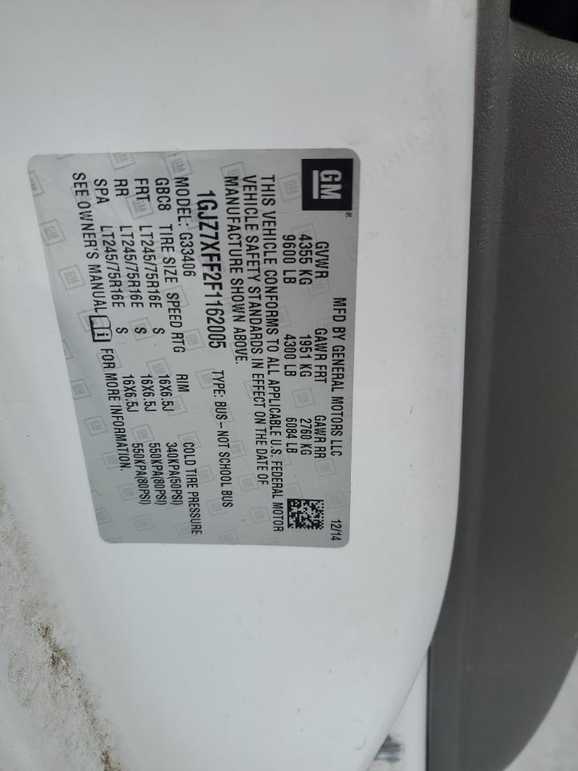 GM®
MFD BY GENERAL MOTORS LLC 12/14
GVWR GAWR FRT GAWR RR
4355 KG 1951 KG 2760 KG
9600 LB 4300 LB 6084 LB
THIS VEHICLE CONFORMS TO ALL APPLICABLE U.S. FEDERAL MOTOR
VEHICLE SAFETY STANDARDS IN EFFECT ON THE DATE OF
MANUFACTURE SHOWN ABOVE.
1GJZ7XFF2F1162005 TYPE: BUS – NOT SCHOOL BUS
MODEL: G33406
GBC8 TIRE SIZE SPEED RTG RIM COLD TIRE PRESSURE
FRT LT245/75R16E S 16X6.5J 340KPA(50PSI)
RR LT245/75R16E S 16X6.5J 550KPA(80PSI)
SPA LT245/75R16E S 16X6.5J 550KPA(80PSI)
SEE OWNER'S MANUAL i FOR MORE INFORMATION.